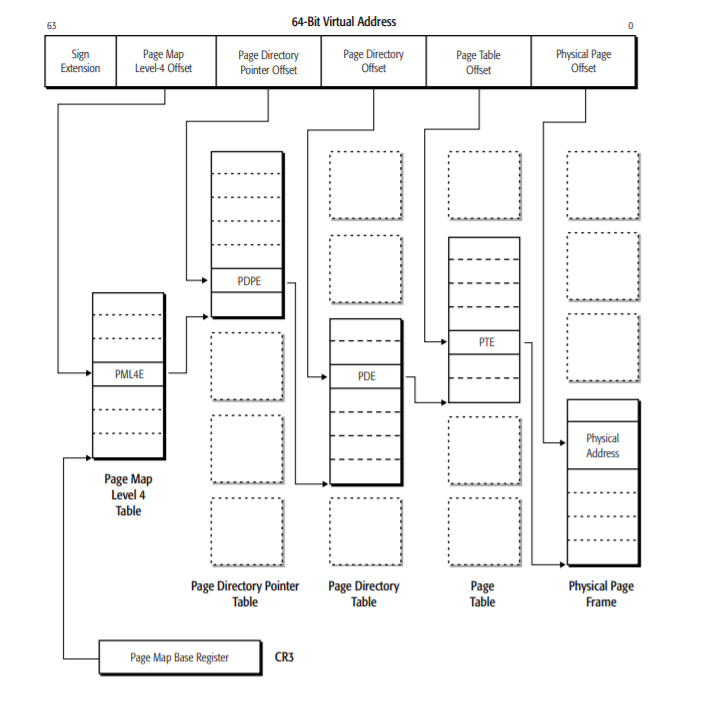 64-Bit Virtual Address
63
0
Sign
Extension
Page Map
Level-4 Offset
Page Directory
Pointer Offset
Page Directory
Offset
Page Table
Offset
Physical Page
Offset
PDPE
PML4E
PTE
PDE
Physical
Address
Page Map
Level 4
Table
Page Directory Pointer
Table
Page Directory
Table
Page
Table
Physical Page
Frame
Page Map Base Register
CR3